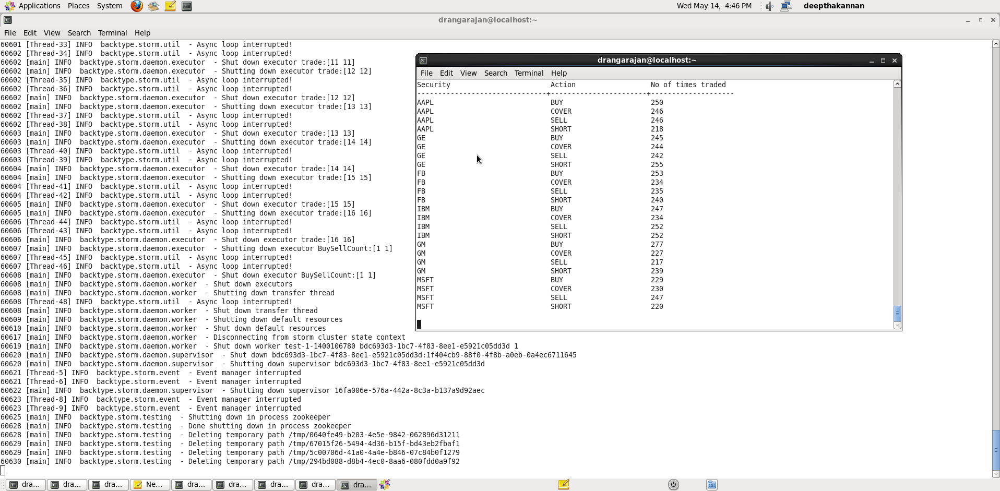 Applications Places System Wed May 14, 4:46 PM deepthakannan
drangarajan@localhost:~
File Edit View Search Terminal Help
60601 [Thread-33] INFO  backtype.storm.util  - Async loop interrupted!
60602 [Thread-34] INFO  backtype.storm.util  - Async loop interrupted!
60602 [main] INFO  backtype.storm.daemon.executor  - Shut down executor trade:[11 11]
60602 [main] INFO  backtype.storm.daemon.executor  - Shutting down executor trade:[12 12]
60602 [Thread-35] INFO  backtype.storm.util  - Async loop interrupted!
60602 [Thread-36] INFO  backtype.storm.util  - Async loop interrupted!
60602 [main] INFO  backtype.storm.daemon.executor  - Shut down executor trade:[12 12]
60602 [main] INFO  backtype.storm.daemon.executor  - Shutting down executor trade:[13 13]
60602 [Thread-37] INFO  backtype.storm.util  - Async loop interrupted!
60602 [Thread-38] INFO  backtype.storm.util  - Async loop interrupted!
60603 [main] INFO  backtype.storm.daemon.executor  - Shut down executor trade:[13 13]
60603 [main] INFO  backtype.storm.daemon.executor  - Shutting down executor trade:[14 14]
60603 [Thread-40] INFO  backtype.storm.util  - Async loop interrupted!
60603 [Thread-39] INFO  backtype.storm.util  - Async loop interrupted!
60604 [main] INFO  backtype.storm.daemon.executor  - Shut down executor trade:[14 14]
60604 [main] INFO  backtype.storm.daemon.executor  - Shutting down executor trade:[15 15]
60604 [Thread-41] INFO  backtype.storm.util  - Async loop interrupted!
60604 [Thread-42] INFO  backtype.storm.util  - Async loop interrupted!
60605 [main] INFO  backtype.storm.daemon.executor  - Shut down executor trade:[15 15]
60605 [main] INFO  backtype.storm.daemon.executor  - Shutting down executor trade:[16 16]
60606 [Thread-44] INFO  backtype.storm.util  - Async loop interrupted!
60606 [Thread-43] INFO  backtype.storm.util  - Async loop interrupted!
60606 [main] INFO  backtype.storm.daemon.executor  - Shut down executor trade:[16 16]
60607 [main] INFO  backtype.storm.daemon.executor  - Shutting down executor BuySellCount:[1 1]
60607 [Thread-45] INFO  backtype.storm.util  - Async loop interrupted!
60607 [Thread-46] INFO  backtype.storm.util  - Async loop interrupted!
60608 [main] INFO  backtype.storm.daemon.executor  - Shut down executor BuySellCount:[1 1]
60608 [main] INFO  backtype.storm.daemon.worker  - Shut down executors
60608 [main] INFO  backtype.storm.daemon.worker  - Shutting down transfer thread
60608 [Thread-48] INFO  backtype.storm.util  - Async loop interrupted!
60608 [main] INFO  backtype.storm.daemon.worker  - Shut down transfer thread
60609 [main] INFO  backtype.storm.daemon.worker  - Shutting down default resources
60610 [main] INFO  backtype.storm.daemon.worker  - Shut down default resources
60617 [main] INFO  backtype.storm.daemon.worker  - Disconnecting from storm cluster state context
60619 [main] INFO  backtype.storm.daemon.worker  - Shut down worker test-1-1400106780 bdc693d3-1bc7-4f83-8ee1-e5921c05dd3d 1
60620 [main] INFO  backtype.storm.daemon.supervisor  - Shut down bdc693d3-1bc7-4f83-8ee1-e5921c05dd3d:1f404cb9-88f0-4f8b-a0eb-0a4ec6711645
60620 [main] INFO  backtype.storm.daemon.supervisor  - Shutting down supervisor bdc693d3-1bc7-4f83-8ee1-e5921c05dd3d
60621 [Thread-5] INFO  backtype.storm.event  - Event manager interrupted
60621 [Thread-6] INFO  backtype.storm.event  - Event manager interrupted
60622 [main] INFO  backtype.storm.daemon.supervisor  - Shutting down supervisor 16fa006e-576a-442a-8c3a-b137a9d92aec
60623 [Thread-8] INFO  backtype.storm.event  - Event manager interrupted
60623 [Thread-9] INFO  backtype.storm.event  - Event manager interrupted
60625 [main] INFO  backtype.storm.testing  - Shutting down in process zookeeper
60628 [main] INFO  backtype.storm.testing  - Done shutting down in process zookeeper
60628 [main] INFO  backtype.storm.testing  - Deleting temporary path /tmp/0640fe49-b203-4e5e-9842-062896d31211
60629 [main] INFO  backtype.storm.testing  - Deleting temporary path /tmp/67015f26-5494-4d36-b15f-bd43eb2fbaf1
60629 [main] INFO  backtype.storm.testing  - Deleting temporary path /tmp/5c00706d-41a0-4a4e-b846-07c84b0f1279
60630 [main] INFO  backtype.storm.testing  - Deleting temporary path /tmp/294bd088-d8b4-4ec0-8aa6-080fdd0a9f92
drangarajan@localhost:~
File Edit View Search Terminal Help
Security                        Action                  No of times traded
-------------------------------+-----------------------+--------------------
AAPL                            BUY                     250
AAPL                            COVER                   246
AAPL                            SELL                    246
AAPL                            SHORT                   218
GE                              BUY                     245
GE                              COVER                   244
GE                              SELL                    242
GE                              SHORT                   255
FB                              BUY                     253
FB                              COVER                   234
FB                              SELL                    235
FB                              SHORT                   240
IBM                             BUY                     247
IBM                             COVER                   234
IBM                             SELL                    252
IBM                             SHORT                   252
GM                              BUY                     277
GM                              COVER                   227
GM                              SELL                    217
GM                              SHORT                   239
MSFT                            BUY                     229
MSFT                            COVER                   230
MSFT                            SELL                    247
MSFT                            SHORT                   220
dra... dra... dra... Ne... dra... dra... dra... dra... dra...